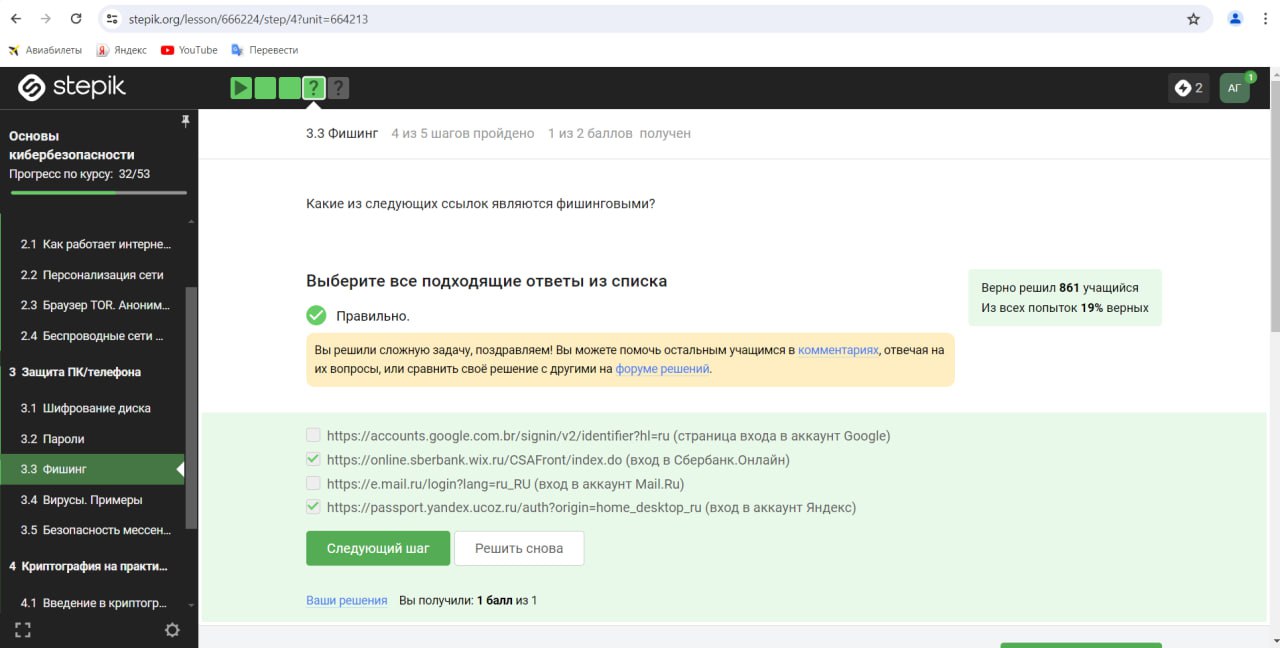 stepik.org/lesson/666224/step/4?unit=664213
Авиабилеты Яндекс YouTube Перевести
stepik
? ?
2
АГ
1
Основы
кибербезопасности
Прогресс по курсу: 32/53
2.1 Как работает интерне...
2.2 Персонализация сети
2.3 Браузер TOR. Аноним...
2.4 Беспроводные сети ...
3 Защита ПК/телефона
3.1 Шифрование диска
3.2 Пароли
3.3 Фишинг
3.4 Вирусы. Примеры
3.5 Безопасность мессен...
4 Криптография на практи...
4.1 Введение в криптогр...
3.3 Фишинг 4 из 5 шагов пройдено 1 из 2 баллов получен
Какие из следующих ссылок являются фишинговыми?
Выберите все подходящие ответы из списка
Правильно.
Вы решили сложную задачу, поздравляем! Вы можете помочь остальным учащимся в комментариях, отвечая на
их вопросы, или сравнить своё решение с другими на форуме решений.
Верно решил 861 учащийся
Из всех попыток 19% верных
https://accounts.google.com.br/signin/v2/identifier?hl=ru (страница входа в аккаунт Google)
https://online.sberbank.wix.ru/CSAFront/index.do (вход в Сбербанк.Онлайн)
https://e.mail.ru/login?lang=ru_RU (вход в аккаунт Mail.Ru)
https://passport.yandex.ucoz.ru/auth?origin=home_desktop_ru (вход в аккаунт Яндекс)
Следующий шаг Решить снова
Ваши решения Вы получили: 1 балл из 1